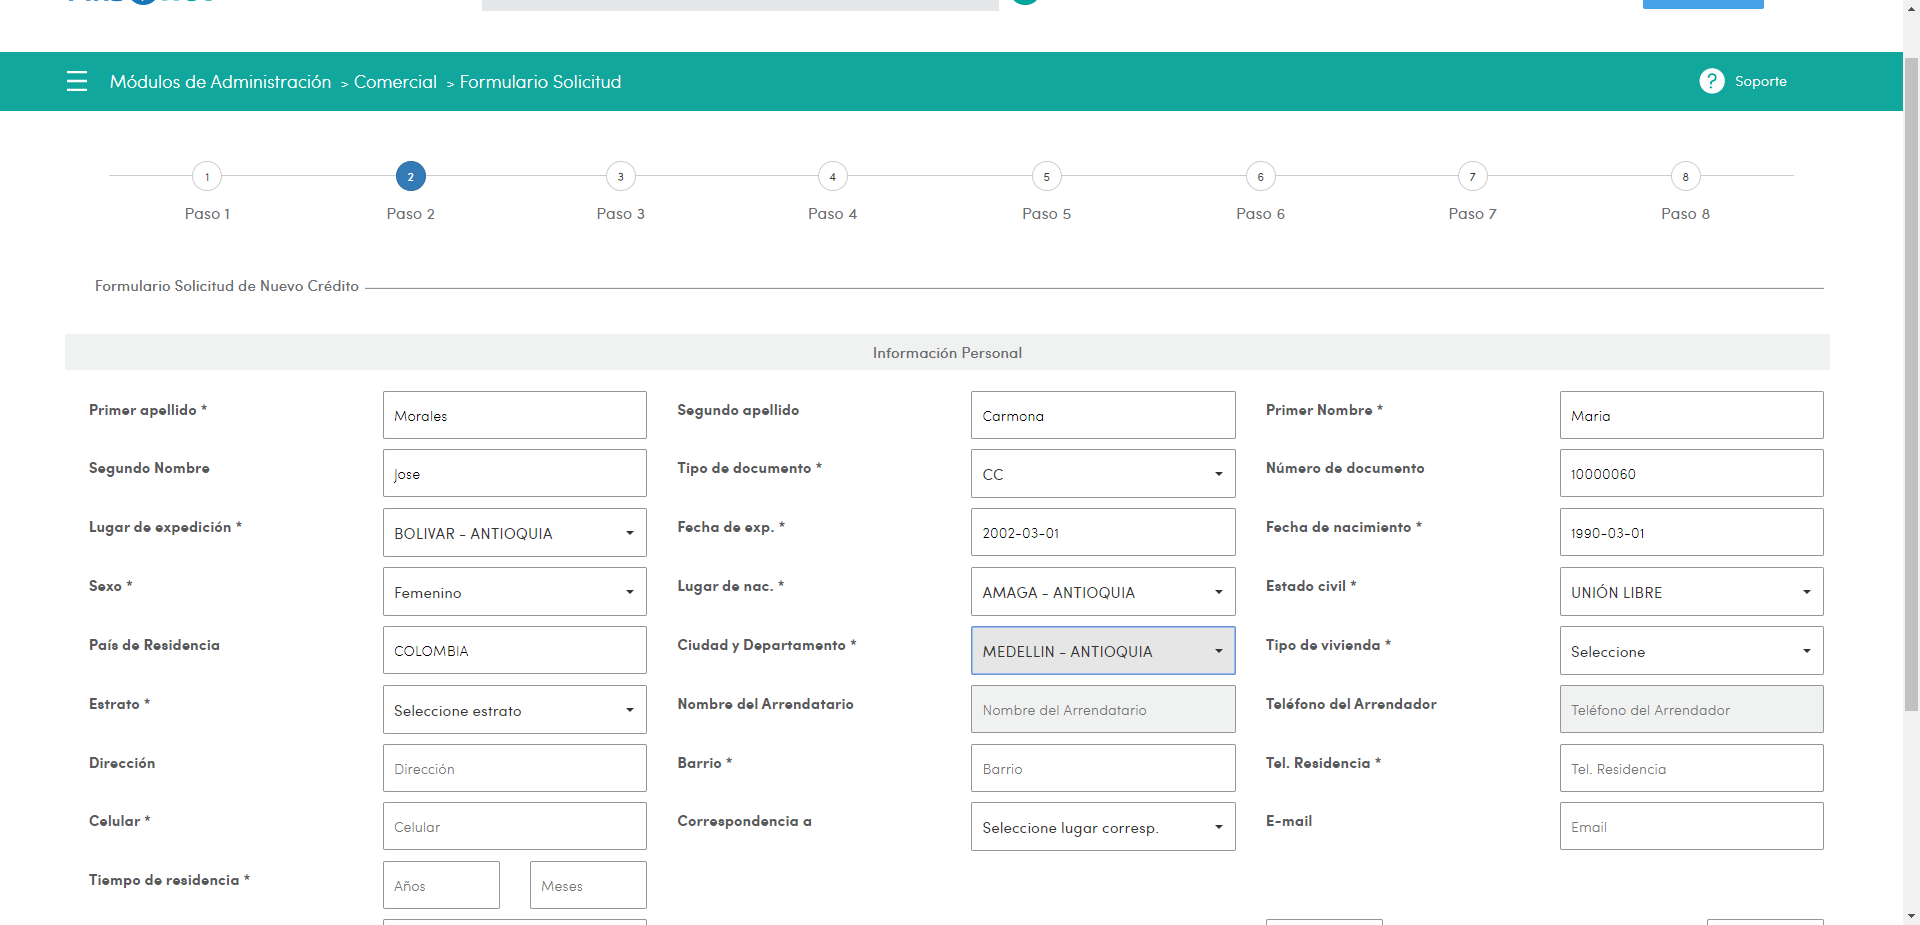 Módulos de Administración > Comercial > Formulario Solicitud
? Soporte
1 2 3 4 5 6 7 8
Paso 1 Paso 2 Paso 3 Paso 4 Paso 5 Paso 6 Paso 7 Paso 8
Formulario Solicitud de Nuevo Crédito
Información Personal
Primer apellido * Morales Segundo apellido Carmona Primer Nombre * Maria
Segundo Nombre Jose Tipo de documento * CC Número de documento 10000060
Lugar de expedición * BOLIVAR - ANTIOQUIA Fecha de exp. * 2002-03-01 Fecha de nacimiento * 1990-03-01
Sexo * Femenino Lugar de nac. * AMAGA - ANTIOQUIA Estado civil * UNIÓN LIBRE
País de Residencia COLOMBIA Ciudad y Departamento * MEDELLIN - ANTIOQUIA Tipo de vivienda * Seleccione
Estrato * Seleccione estrato Nombre del Arrendatario Nombre del Arrendatario Teléfono del Arrendador Teléfono del Arrendador
Dirección Dirección Barrio * Barrio Tel. Residencia * Tel. Residencia
Celular * Celular Correspondencia a Seleccione lugar corresp. E-mail Email
Tiempo de residencia * Años Meses